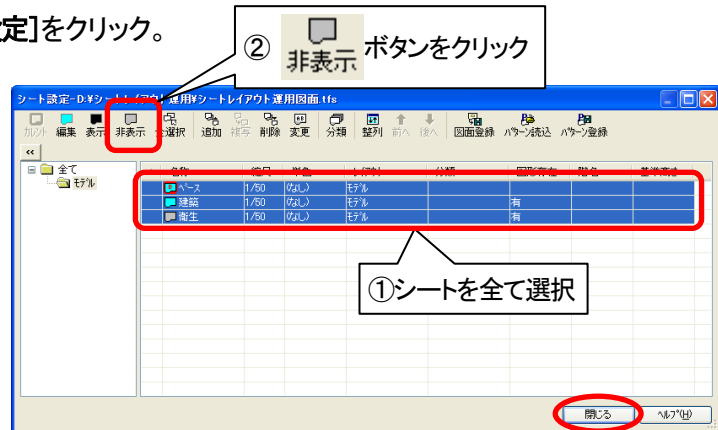 定]をクリック。
② 非表示 ボタンをクリック
シート設定-D:¥シートレイアウト運用¥シートレイアウト運用図面.tfs
カレント 編集 表示 非表示 全選択 追加 複写 削除 変更 分類 整列 前へ 後へ 図面登録 パターン読込 パターン登録
<<
全て
モデル
名称 縮尺 単色 レイアウト 分類 図形存在 階名 基準高さ
ベース 1/50 (なし) モデル
建築 1/50 (なし) モデル 有
衛生 1/50 (なし) モデル 有
①シートを全て選択
閉じる ヘルプ(H)